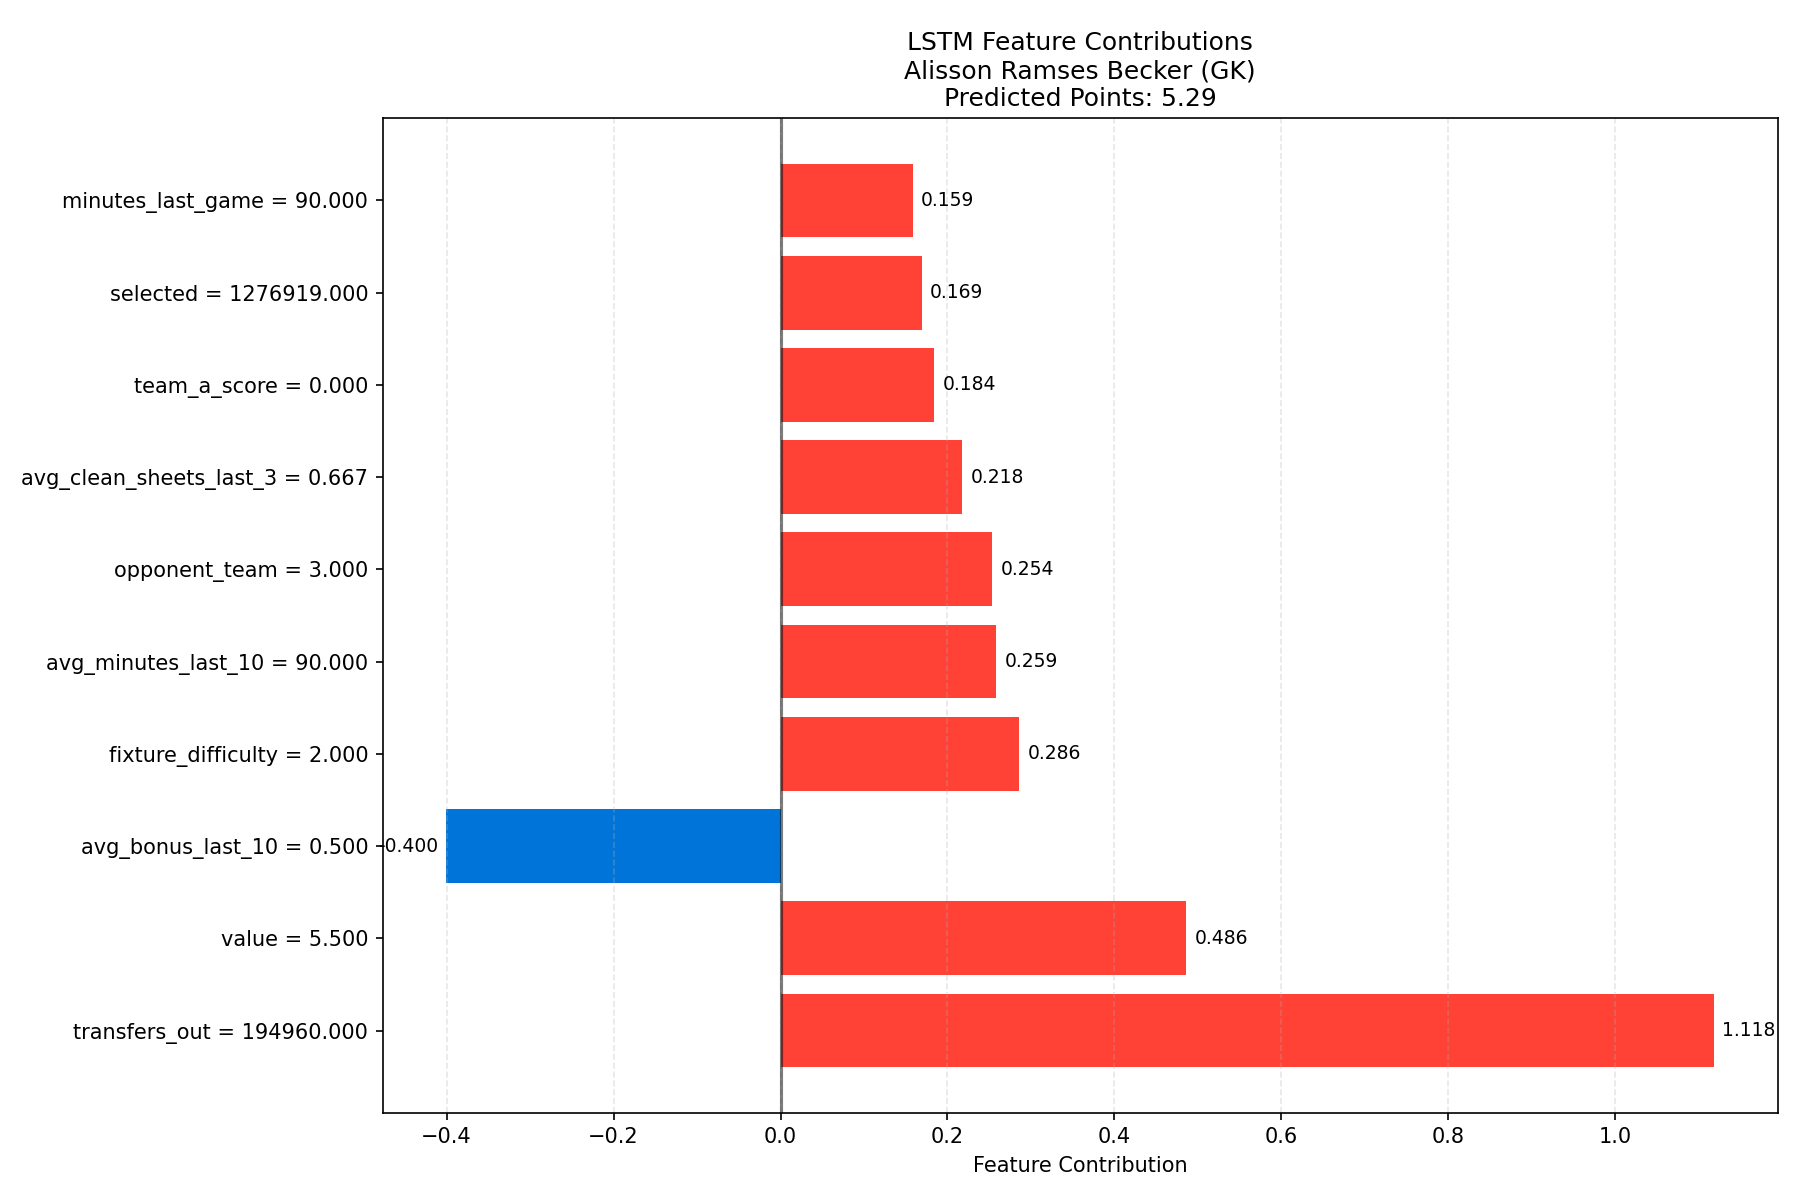 LSTM Feature Contributions
Alisson Ramses Becker (GK)
Predicted Points: 5.29
minutes_last_game = 90.000
0.159
selected = 1276919.000
0.169
team_a_score = 0.000
0.184
avg_clean_sheets_last_3 = 0.667
0.218
opponent_team = 3.000
0.254
avg_minutes_last_10 = 90.000
0.259
fixture_difficulty = 2.000
0.286
avg_bonus_last_10 = 0.500
-0.400
value = 5.500
0.486
transfers_out = 194960.000
1.118
−0.4 −0.2 0.0 0.2 0.4 0.6 0.8 1.0
Feature Contribution